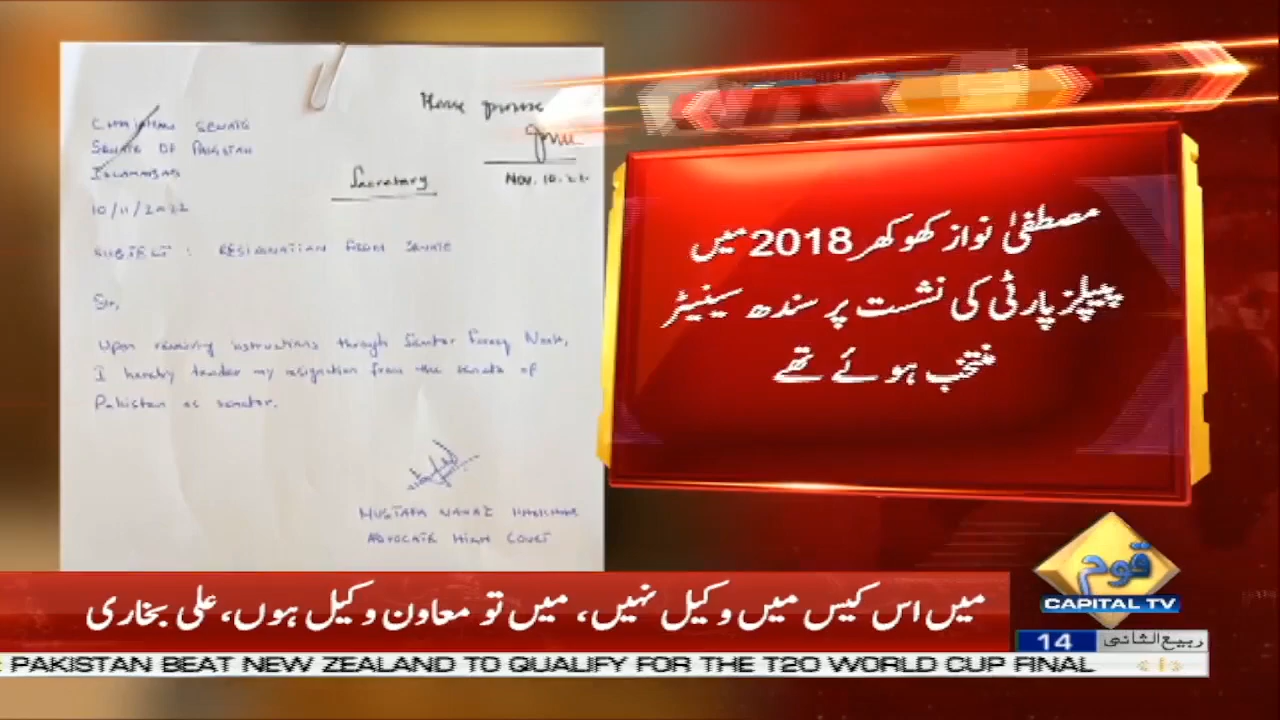 CHAIRMAN SENATE
SENATE OF PAKISTAN
ISLAMABAD
10/11/2022
Please process
Secretary
Nov. 10. 22
SUBJECT : RESIGNATION FROM SENATE
Sir,
Upon receiving instructions through Senator Farooq Naek,
I hereby tender my resignation from the senate of
Pakistan as senator.
MUSTAFA NAWAZ KHOKHAR
ADVOCATE HIGH COURT
مصطفیٰ نواز کھوکھر 2018 میں
پیپلز پارٹی کی نشست پر سندھ سینیٹر
منتخب ہوئے تھے
قوم
CAPITAL TV
میں اس کیس میں وکیل نہیں، میں تو معاون وکیل ہوں، علی بخاری
14 ربیع الثانی
PAKISTAN BEAT NEW ZEALAND TO QUALIFY FOR THE T20 WORLD CUP FINAL